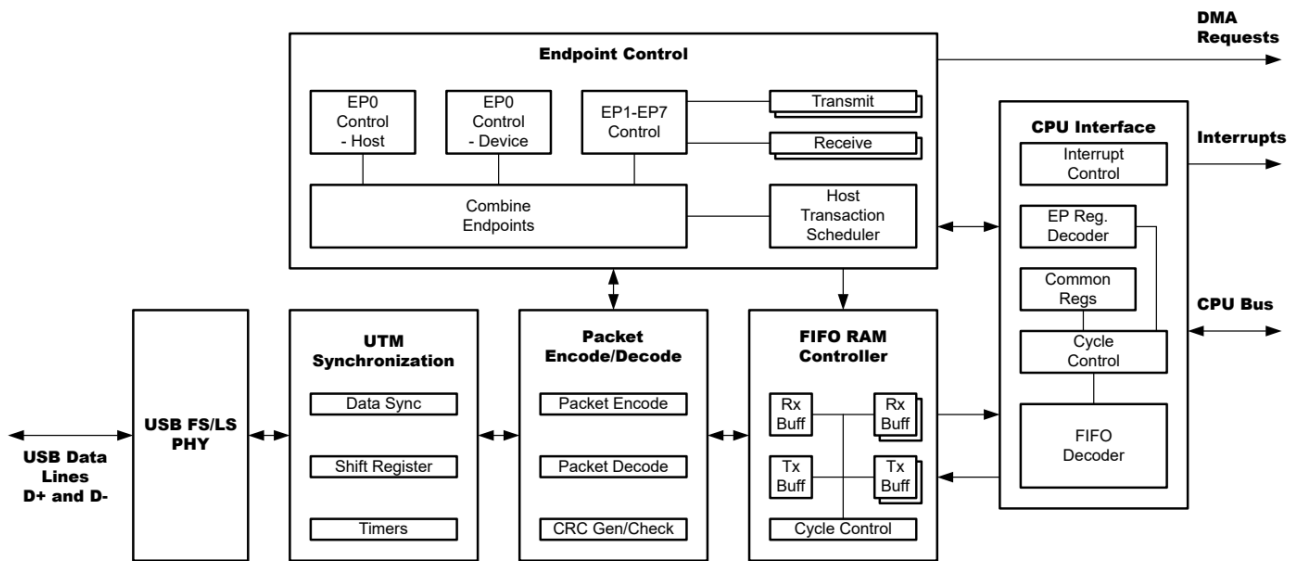 DMA
Requests
Endpoint Control
EP0
Control
- Host
EP0
Control
- Device
EP1-EP7
Control
Transmit
Receive
Combine
Endpoints
Host
Transaction
Scheduler
CPU Interface
Interrupt
Control
EP Reg.
Decoder
Common
Regs
Cycle
Control
FIFO
Decoder
Interrupts
CPU Bus
USB Data
Lines
D+ and D-
USB FS/LS
PHY
UTM
Synchronization
Data Sync
Shift Register
Timers
Packet
Encode/Decode
Packet Encode
Packet Decode
CRC Gen/Check
FIFO RAM
Controller
Rx
Buff
Rx
Buff
Tx
Buff
Tx
Buff
Cycle Control